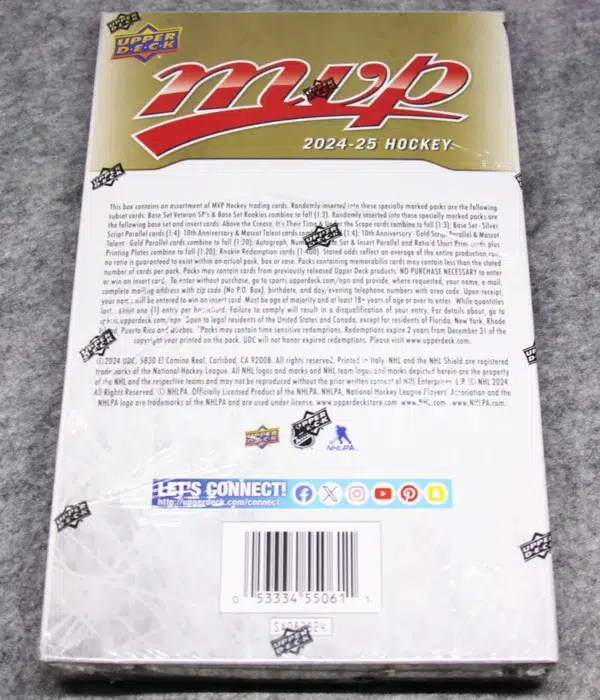 UPPER
D·E·C·K
mvp
2024-25 HOCKEY
This box contains an assortment of MVP Hockey trading cards. Randomly inserted into these specially marked packs are the following
subset cards: Base Set Veteran SP's & Base Set Rookies combine to fall (1:2). Randomly inserted into these specially marked packs are
the following base set and insert cards: Above the Crease, It's Their Time & Under the Scope cards combine to fall (1:3); Base Set - Silver
Script Parallel cards (1:4); 10th Anniversary & Mascot Talent cards (1:4); 10th Anniversary - Gold Parallel & Mascot
Talent - Gold Parallel cards combine to fall (1:20); Autograph, Set & Insert Parallel and Short Print cards plus
Printing Plates combine to fall (1:20); Rookie Redemption cards Stated odds reflect an average of the entire production run,
no ratio is guaranteed to exist within an actual pack, box or case. Packs containing memorabilia cards may contain less than the stated
number of cards per pack. Packs may contain cards from previously released Upper Deck products. NO PURCHASE NECESSARY to enter
or win an insert card. To enter without purchase, go to sports.upperdeck.com/npn and provide, where requested, your name, e-mail,
complete mailing address with zip code (No P.O. Box), birthdate, and day/evening telephone numbers with area code. Upon receipt,
your name will be entered to win an insert card. Must be age of majority and at least 18+ years of age or over to enter. While quantities
last. Limit one (1) entry per household. Failure to comply will result in a disqualification of your entry. For details about, go to
sports.upperdeck.com/npn. Open to legal residents of the United States and Canada, except for residents of Florida, New York, Rhode
Island, Puerto Rico and Quebec. *Packs may contain time sensitive redemptions. Redemptions expire 2 years from December 31 of the
copyright year printed on the pack. UDC will not honor expired redemptions. Please visit www.upperdeck.com.
©2024 UDC, 5830 El Camino Real, Carlsbad, CA 92008. All rights reserved. Printed in Italy. NHL and the NHL Shield are registered
trademarks of the National Hockey League. All NHL logos and marks and NHL team logos and marks depicted herein are the property
of the NHL and the respective teams and may not be reproduced without the prior written consent of NHL Enterprises, L.P. © NHL 2024.
All Rights Reserved. © NHLPA. Officially Licensed Product of the NHLPA. NHLPA, National Hockey League Players' Association and the
NHLPA logo are trademarks of the NHLPA and are used under license. www.upperdeckstore.com www.NHL.com www.NHLPA.com
UPPER
DECK
NHLPA
LET'S CONNECT!
http://upperdeck.com/connect
0 53334 55061 1